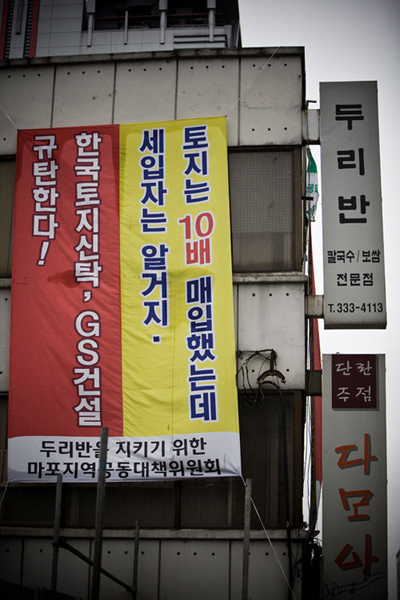 토지는 10배 매입했는데
세입자는 알거지.
한국토지신탁, GS건설
규탄한다!
두리반을 지키기 위한
마포지역공동대책위원회
두리반
칼국수/보쌈
전문점
T. 333-4113
단란
주점
다모아